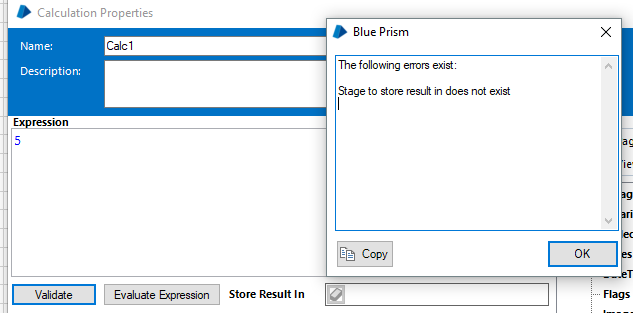 Calculation Properties
Name:
Calc1
Description:
Expression
5
Validate
Evaluate Expression
Store Result In
Blue Prism
The following errors exist:
Stage to store result in does not exist
Copy
OK
Flags